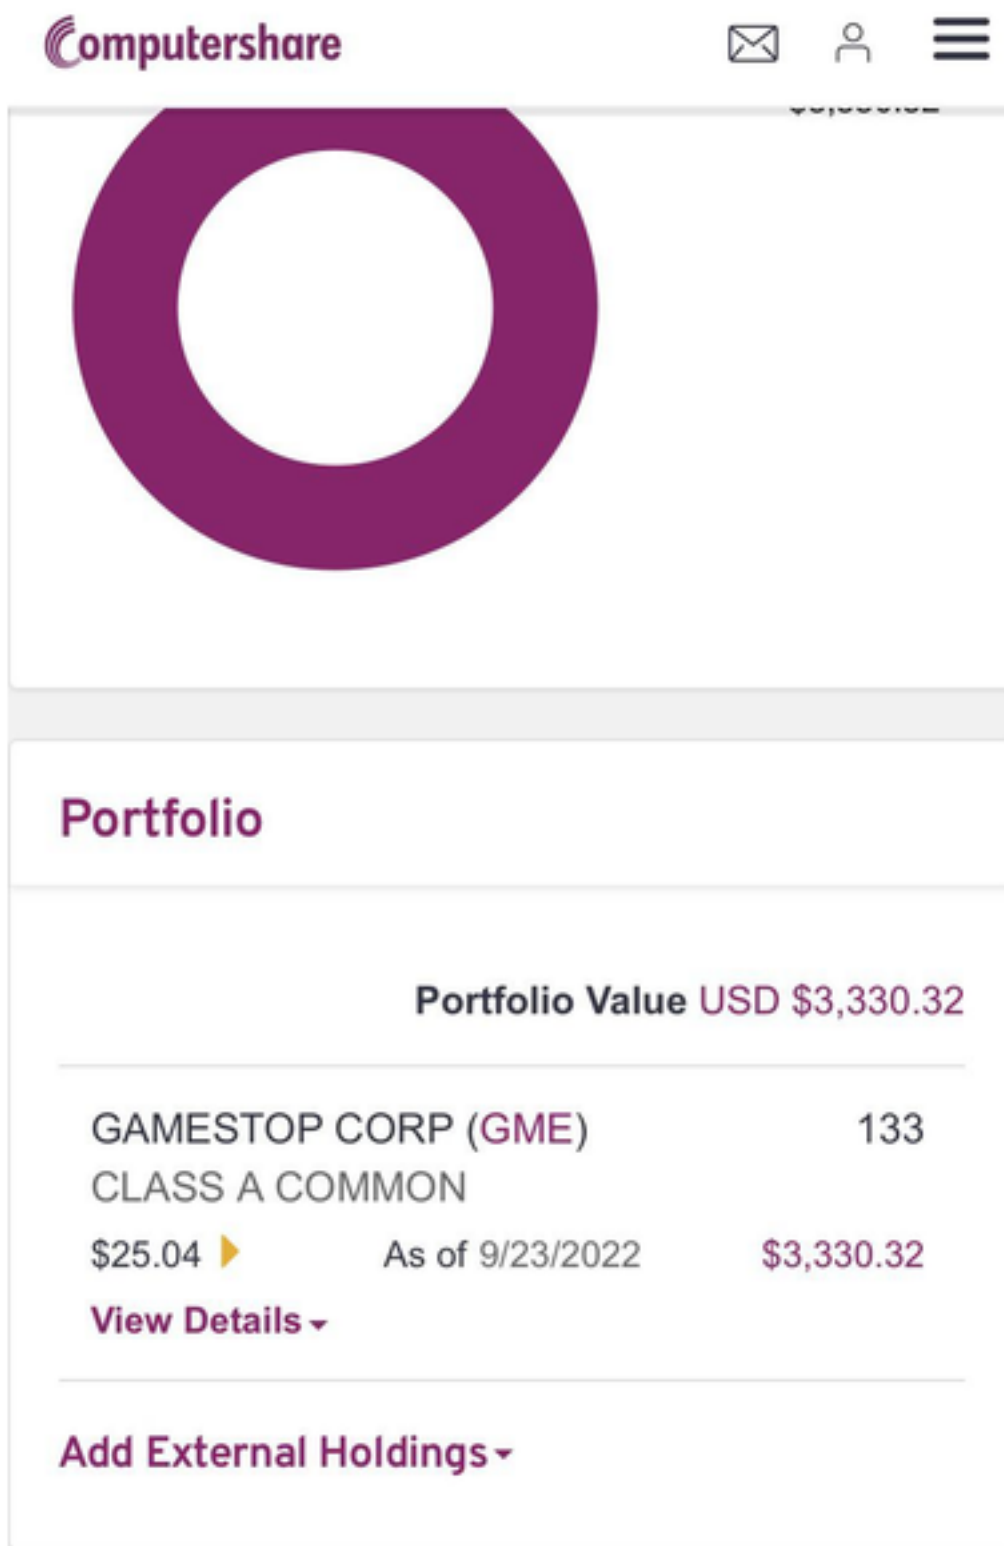 Computershare
Portfolio
Portfolio Value USD $3,330.32
GAMESTOP CORP (GME) 133
CLASS A COMMON
$25.04 As of 9/23/2022 $3,330.32
View Details
Add External Holdings